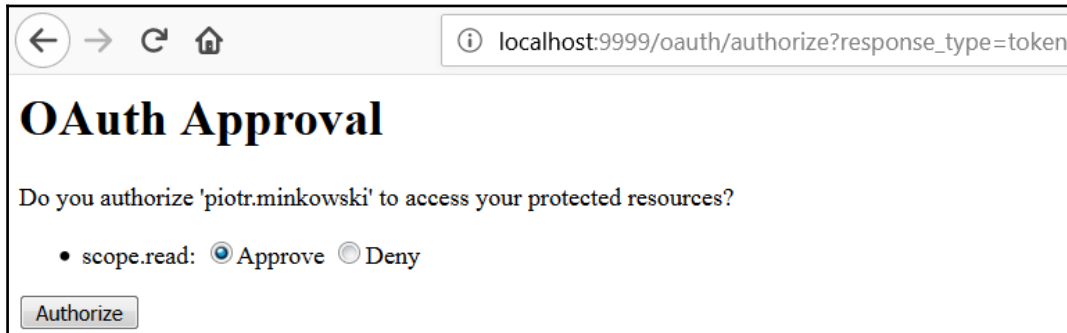 localhost:9999/oauth/authorize?response_type=token
OAuth Approval
Do you authorize 'piotr.minkowski' to access your protected resources?
• scope.read: Approve Deny
Authorize